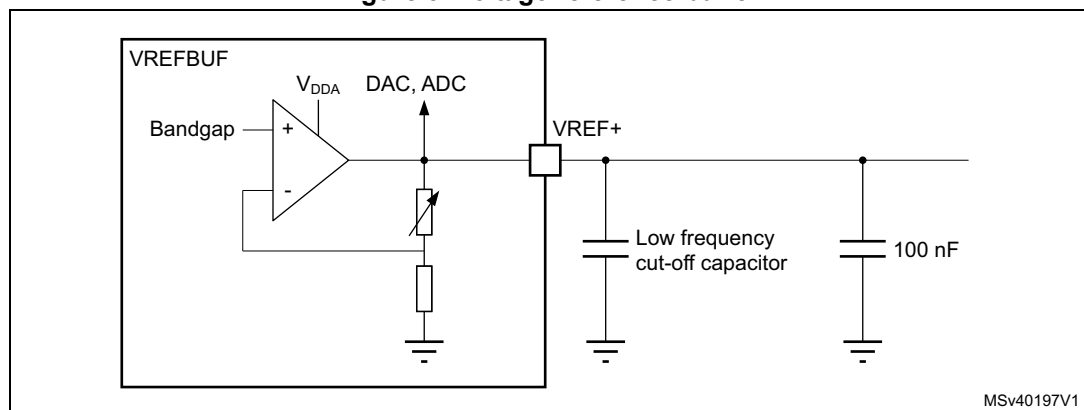 VREFBUF
VDDA
DAC, ADC
Bandgap
+
-
VREF+
Low frequency
cut-off capacitor
100 nF
MSv40197V1